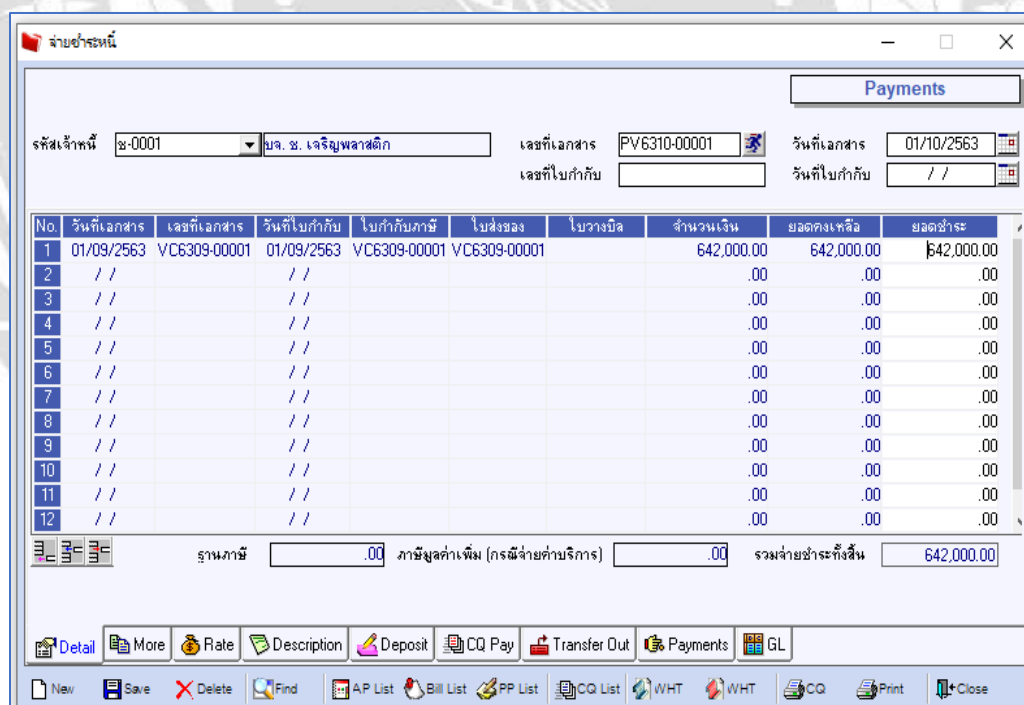 จ่ายชำระหนี้
Payments
รหัสเจ้าหนี้ ช-0001 บจ. ช. เจริญพลาสติก เลขที่เอกสาร PV6310-00001 วันที่เอกสาร 01/10/2563
เลขที่ใบกำกับ วันที่ใบกำกับ / /
No. วันที่เอกสาร เลขที่เอกสาร วันที่ใบกำกับ ใบกำกับภาษี ใบส่งของ ใบวางบิล จำนวนเงิน ยอดคงเหลือ ยอดชำระ
1 01/09/2563 VC6309-00001 01/09/2563 VC6309-00001 VC6309-00001 642,000.00 642,000.00 642,000.00
2 / / / / .00 .00 .00
3 / / / / .00 .00 .00
4 / / / / .00 .00 .00
5 / / / / .00 .00 .00
6 / / / / .00 .00 .00
7 / / / / .00 .00 .00
8 / / / / .00 .00 .00
9 / / / / .00 .00 .00
10 / / / / .00 .00 .00
11 / / / / .00 .00 .00
12 / / / / .00 .00 .00
ฐานภาษี .00 ภาษีมูลค่าเพิ่ม (กรณีจ่ายค่าบริการ) .00 รวมจ่ายชำระทั้งสิ้น 642,000.00
Detail More Rate Description Deposit CQ Pay Transfer Out Payments GL
New Save Delete Find AP List Bill List PP List CQ List WHT WHT CQ Print Close